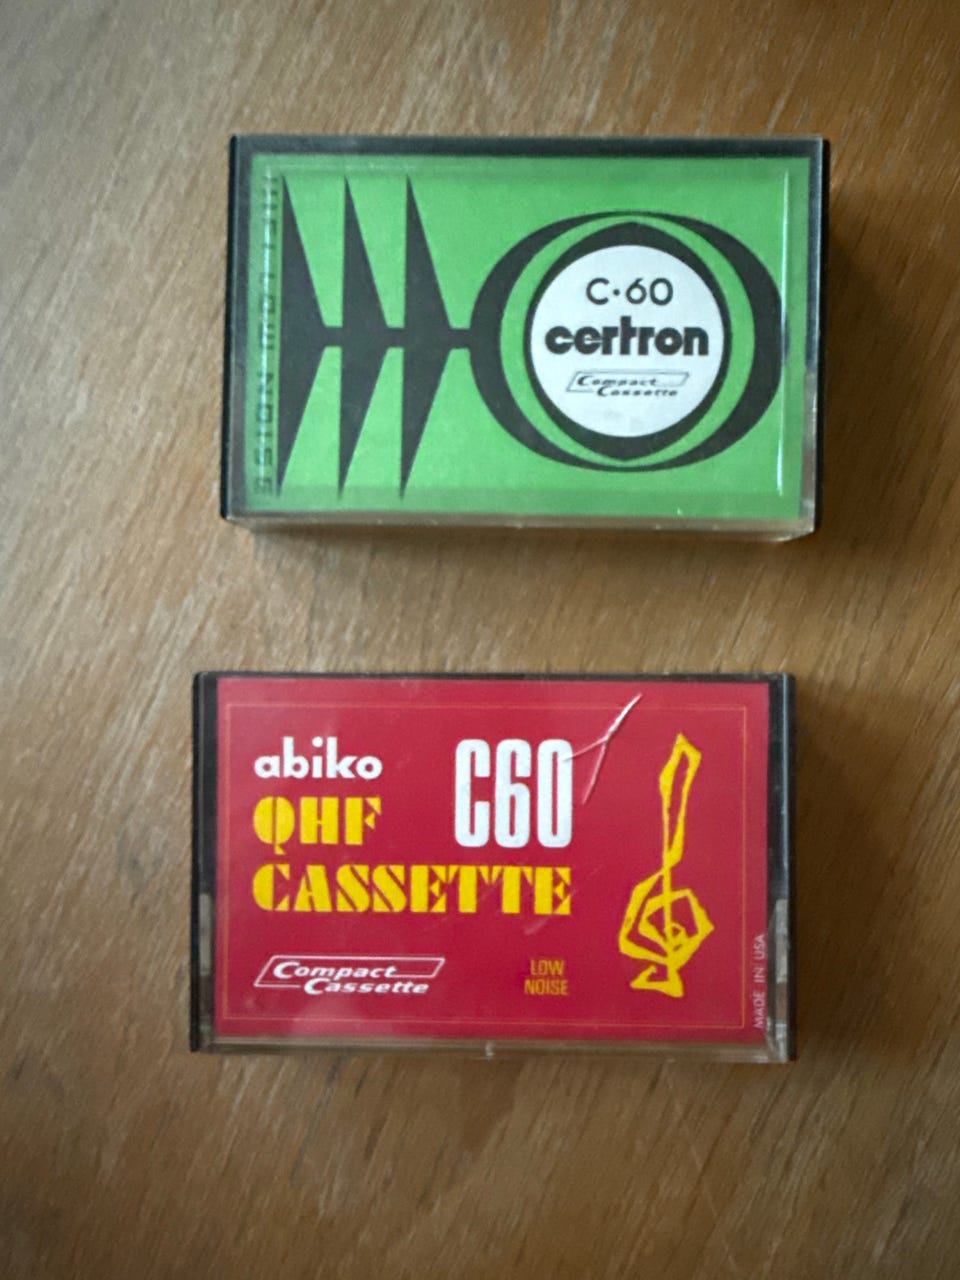 C·60
certron
Compact
Cassette
abiko
C60
QHF
CASSETTE
Compact
Cassette
LOW
NOISE
MADE IN USA